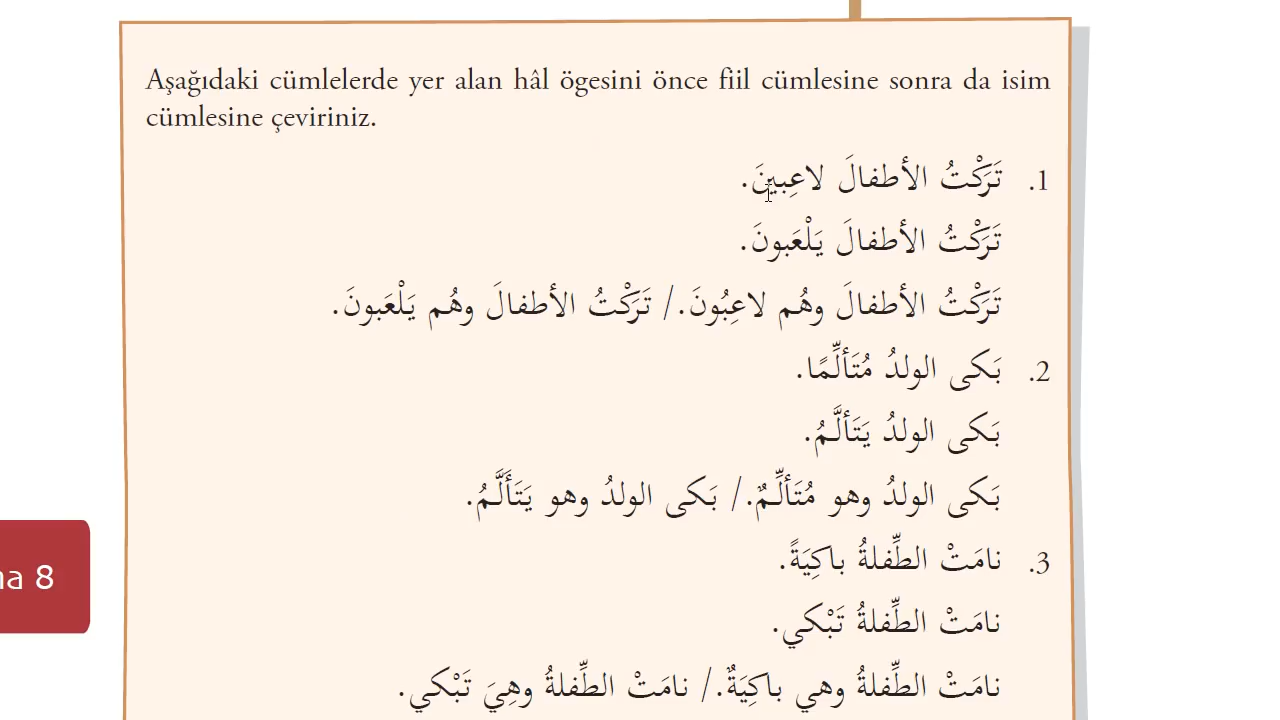 Aşağıdaki cümlelerde yer alan hâl ögesini önce fiil cümlesine sonra da isim
cümlesine çeviriniz.
1. تَرَكْتُ الأطفالَ لاعِبينَ.
تَرَكْتُ الأطفالَ يَلْعَبونَ.
تَرَكْتُ الأطفالَ وهُم لاعِبُونَ./ تَرَكْتُ الأطفالَ وهُم يَلْعَبونَ.
2. بَكى الولدُ مُتَألِّمًا.
بَكى الولدُ يَتَألَّمُ.
بَكى الولدُ وهو مُتَألِّمٌ./ بَكى الولدُ وهو يَتَأَلَّمُ.
3. نامَتْ الطِّفلةُ باكِيَةً.
نامَتْ الطِّفلةُ تَبْكي.
نامَتْ الطِّفلةُ وهي باكِيَةٌ./ نامَتْ الطِّفلةُ وهِيَ تَبْكي.
8